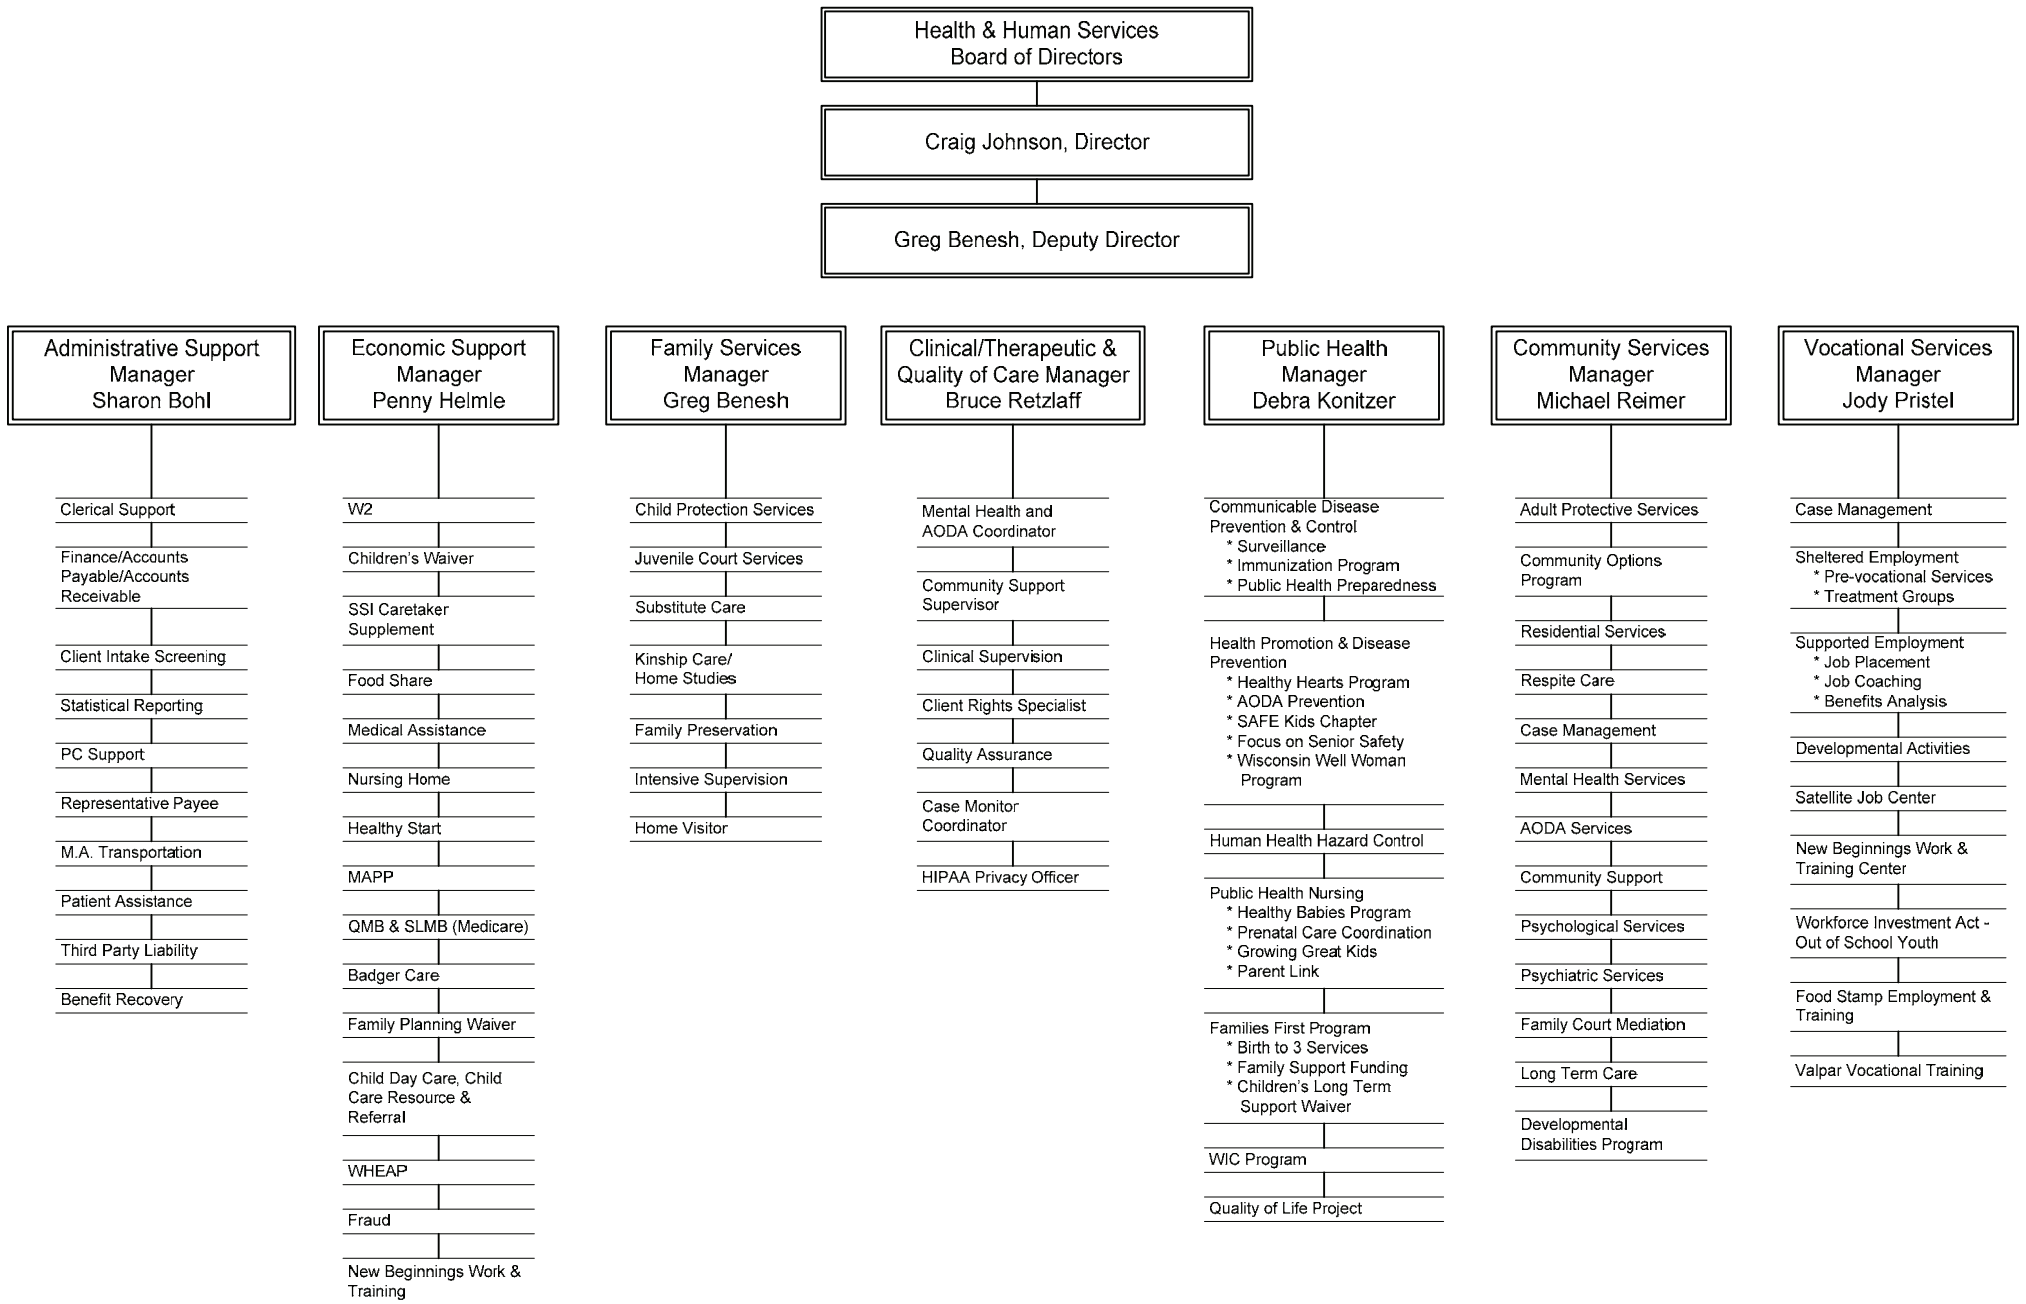 Health & Human Services
Board of Directors
Craig Johnson, Director
Greg Benesh, Deputy Director
Administrative Support
Manager
Sharon Bohl
Clerical Support
Finance/Accounts
Payable/Accounts
Receivable
Client Intake Screening
Statistical Reporting
PC Support
Representative Payee
M.A. Transportation
Patient Assistance
Third Party Liability
Benefit Recovery
Economic Support
Manager
Penny Helmle
W2
Children's Waiver
SSI Caretaker
Supplement
Food Share
Medical Assistance
Nursing Home
Healthy Start
MAPP
QMB & SLMB (Medicare)
Badger Care
Family Planning Waiver
Child Day Care, Child
Care Resource &
Referral
WHEAP
Fraud
New Beginnings Work &
Training
Family Services
Manager
Greg Benesh
Child Protection Services
Juvenile Court Services
Substitute Care
Kinship Care/
Home Studies
Family Preservation
Intensive Supervision
Home Visitor
Clinical/Therapeutic &
Quality of Care Manager
Bruce Retzlaff
Mental Health and
AODA Coordinator
Community Support
Supervisor
Clinical Supervision
Client Rights Specialist
Quality Assurance
Case Monitor
Coordinator
HIPAA Privacy Officer
Public Health
Manager
Debra Konitzer
Communicable Disease
Prevention & Control
* Surveillance
* Immunization Program
* Public Health Preparedness
Health Promotion & Disease
Prevention
* Healthy Hearts Program
* AODA Prevention
* SAFE Kids Chapter
* Focus on Senior Safety
* Wisconsin Well Woman
Program
Human Health Hazard Control
Public Health Nursing
* Healthy Babies Program
* Prenatal Care Coordination
* Growing Great Kids
* Parent Link
Families First Program
* Birth to 3 Services
* Family Support Funding
* Children's Long Term
Support Waiver
WIC Program
Quality of Life Project
Community Services
Manager
Michael Reimer
Adult Protective Services
Community Options
Program
Residential Services
Respite Care
Case Management
Mental Health Services
AODA Services
Community Support
Psychological Services
Psychiatric Services
Family Court Mediation
Long Term Care
Developmental
Disabilities Program
Vocational Services
Manager
Jody Pristel
Case Management
Sheltered Employment
* Pre-vocational Services
* Treatment Groups
Supported Employment
* Job Placement
* Job Coaching
* Benefits Analysis
Developmental Activities
Satellite Job Center
New Beginnings Work &
Training Center
Workforce Investment Act -
Out of School Youth
Food Stamp Employment &
Training
Valpar Vocational Training